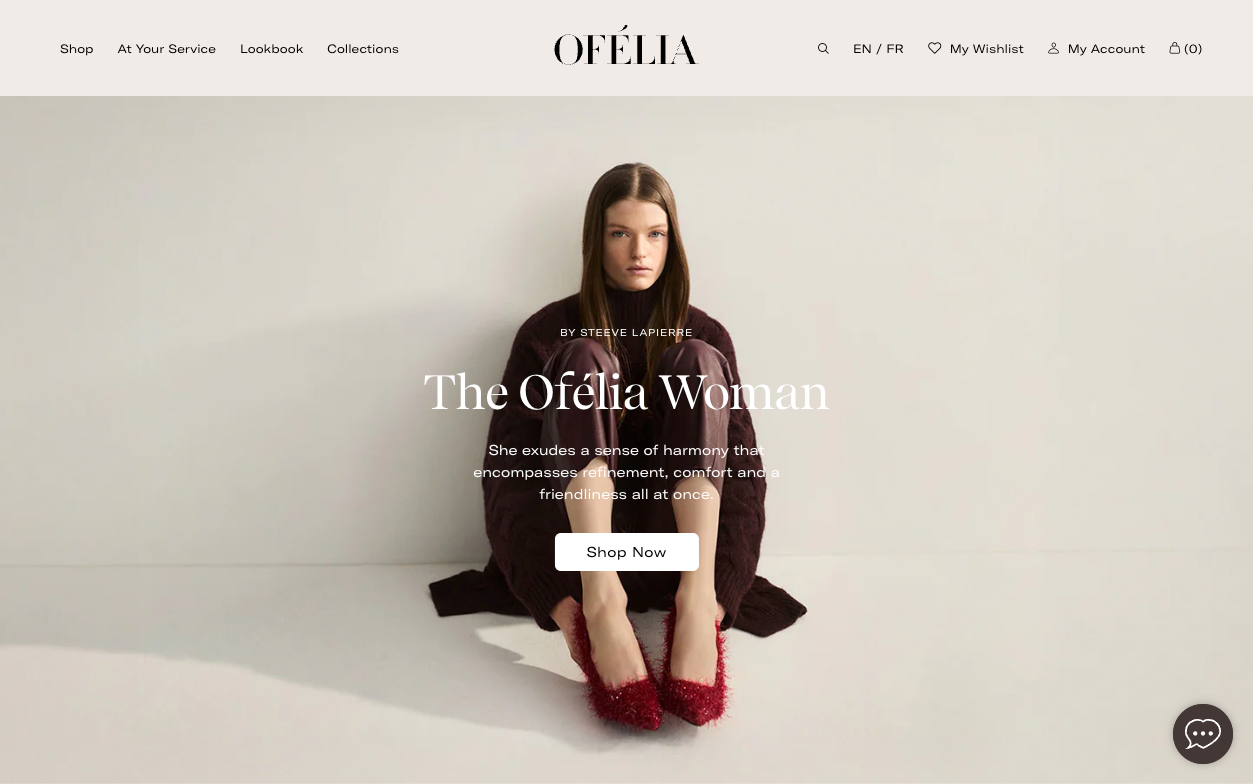 Shop
At Your Service
Lookbook
Collections
OFÉLIA
EN / FR
My Wishlist
My Account
(0)
BY STEEVE LAPIERRE
The Ofélia Woman
She exudes a sense of harmony that
encompasses refinement, comfort and a
friendliness all at once.
Shop Now